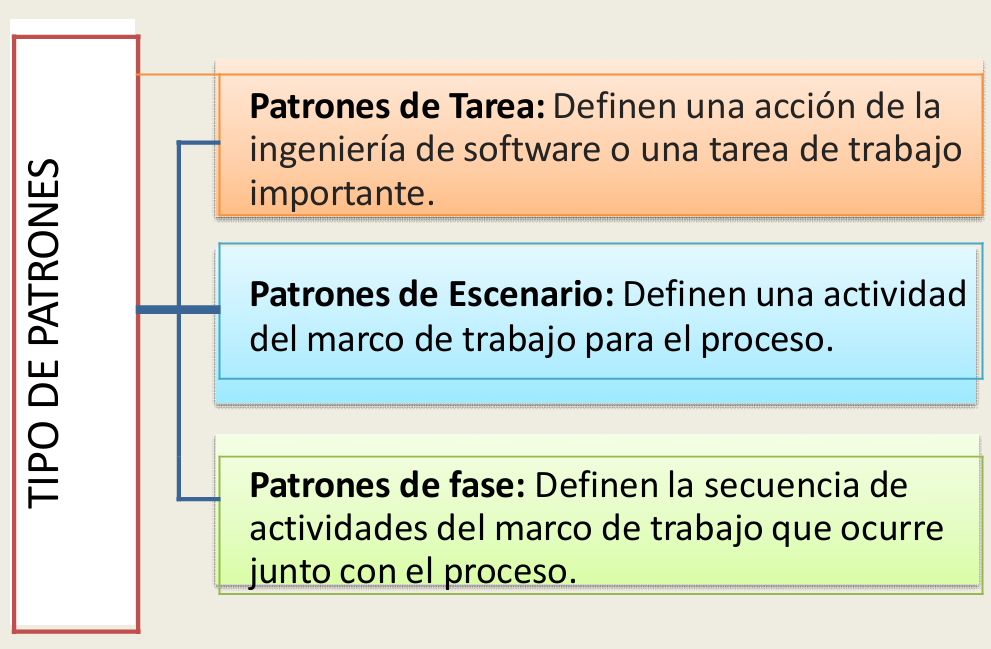 TIPO DE PATRONES
Patrones de Tarea: Definen una acción de la
ingeniería de software o una tarea de trabajo
importante.
Patrones de Escenario: Definen una actividad
del marco de trabajo para el proceso.
Patrones de fase: Definen la secuencia de
actividades del marco de trabajo que ocurre
junto con el proceso.